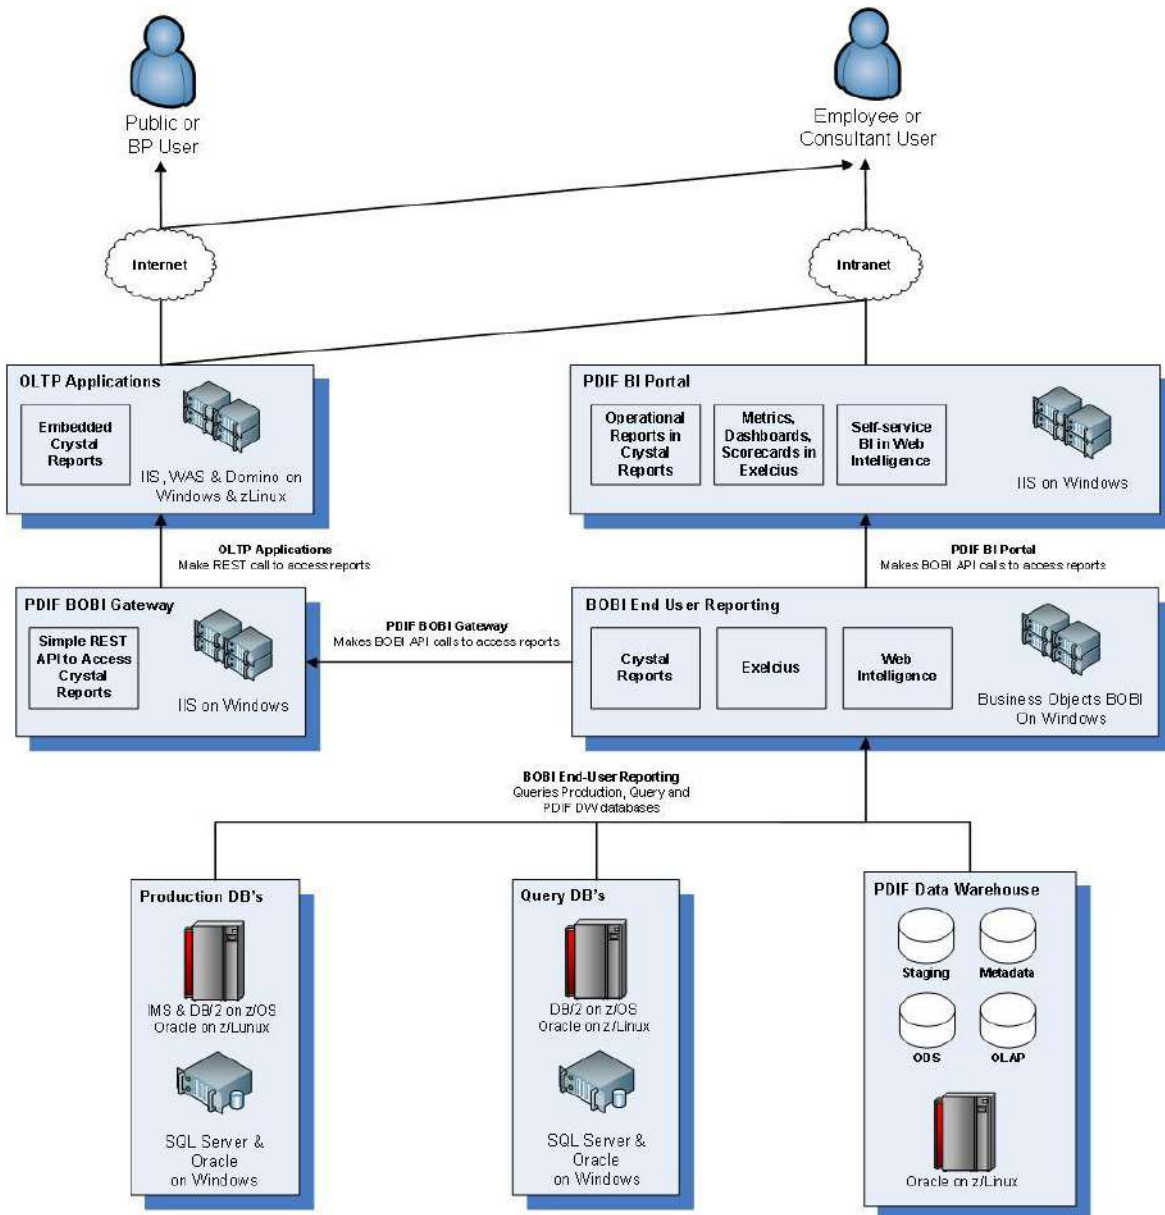 Public or
BP User
Employee or
Consultant User
Internet
Intranet
OLTP Applications
Embedded
Crystal
Reports
IIS, WAS & Domino on
Windows & zLinux
PDIF BI Portal
Operational
Reports in
Crystal
Reports
Metrics,
Dashboards,
Scorecards in
Exelcius
Self-service
BI in Web
Intelligence
IIS on Windows
OLTP Applications
Make REST call to access reports
PDIF BI Portal
Makes BOBI API calls to access reports
PDIF BOBI Gateway
Simple REST
API to Access
Crystal
Reports
IIS on Windows
PDIF BOBI Gateway
Makes BOBI API calls to access reports
BOBI End User Reporting
Crystal
Reports
Exelcius
Web
Intelligence
Business Objects BOBI
On Windows
BOBI End-User Reporting
Queries Production, Query and
PDIF DW databases
Production DB's
IMS & DB/2 on z/OS
Oracle on z/Lunux
SQL Server &
Oracle
on Windows
Query DB's
DB/2 on z/OS
Oracle on z/Linux
SQL Server &
Oracle
on Windows
PDIF Data Warehouse
Staging
Metadata
ODS
OLAP
Oracle on z/Linux